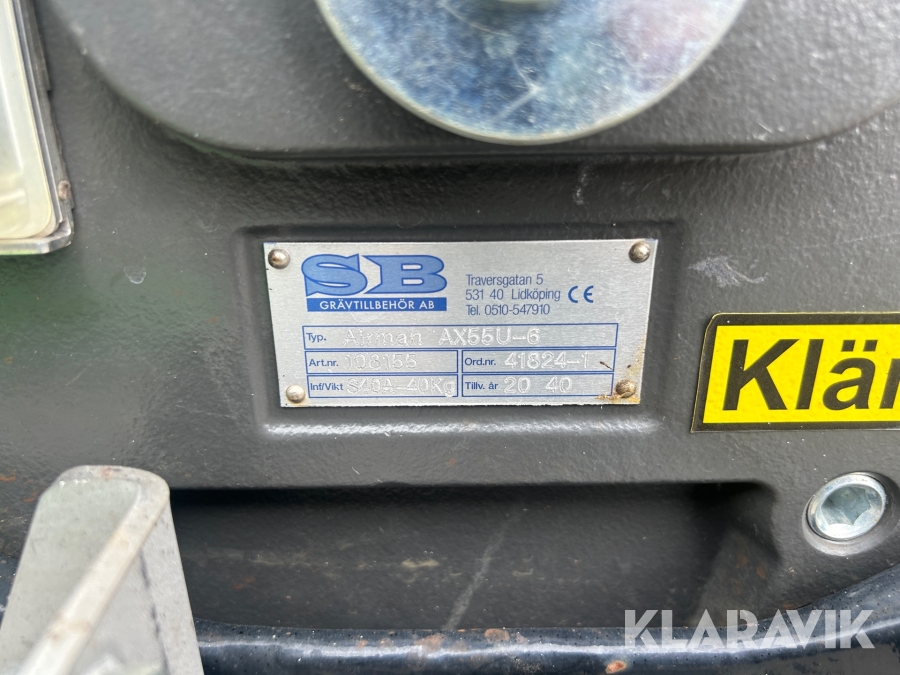 SB
GRÄVTILLBEHÖR AB
Traversgatan 5
531 40 Lidköping CE
Tel. 0510-547910
Typ. Airman AX55U-6
Art.nr. 108155 Ord.nr. 41824-1
Inf/Vikt S40A-40Kg Tillv. år 20 40
Klär
KLARAVIK